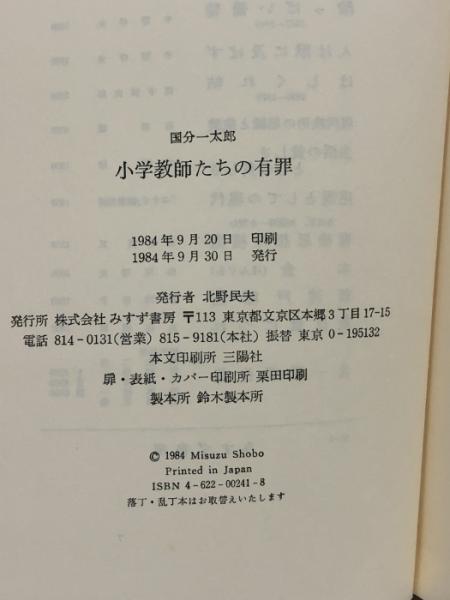 国分一太郎
小学教師たちの有罪
1984年9月20日 印刷
1984年9月30日 発行
発行者 北野民夫
発行所 株式会社 みすず書房 〒113 東京都文京区本郷3丁目17-15
電話 814-0131(営業) 815-9181(本社) 振替 東京 0-195132
本文印刷所 三陽社
扉・表紙・カバー印刷所 栗田印刷
製本所 鈴木製本所
© 1984 Misuzu Shobo
Printed in Japan
ISBN 4-622-00241-8
落丁・乱丁本はお取替えいたします